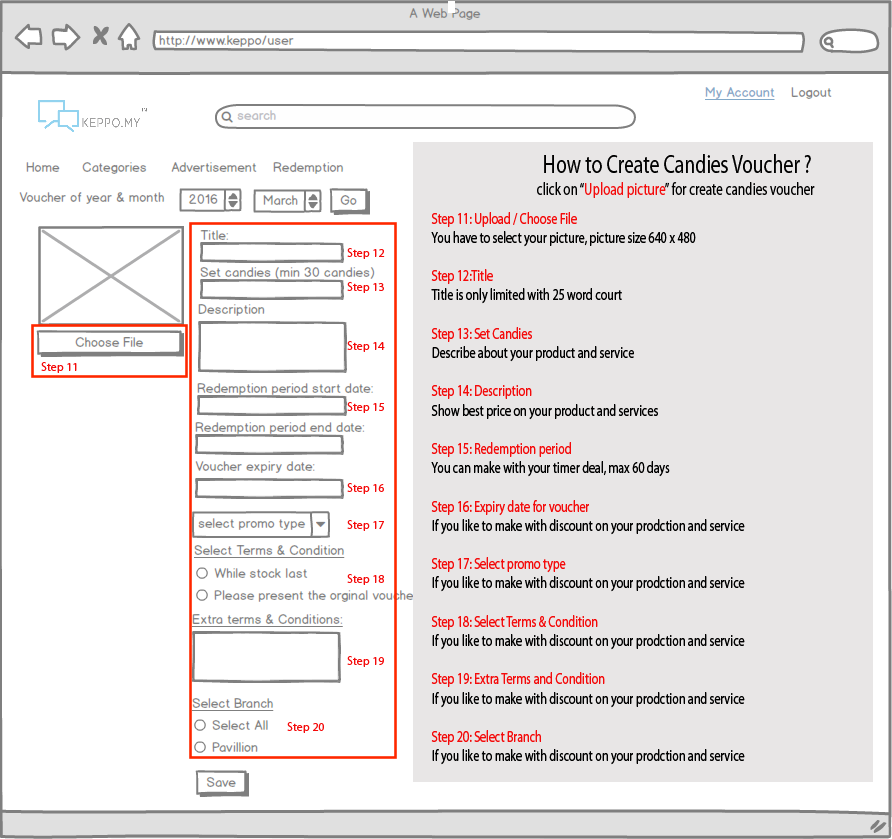 A Web Page
http://www.keppo/user
My Account Logout
KEPPO.MY
search
Home Categories Advertisement Redemption
Voucher of year & month 2016 March Go
Choose File
Step 11
Title:
Step 12
Set candies (min 30 candies)
Step 13
Description
Step 14
Redemption period start date:
Step 15
Redemption period end date:
Voucher expiry date:
Step 16
select promo type
Step 17
Select Terms & Condition
While stock last
Step 18
Please present the orginal vouche
Extra terms & Conditions:
Step 19
Select Branch
Select All
Step 20
Pavillion
Save
How to Create Candies Voucher ?
click on “Upload picture” for create candies voucher
Step 11: Upload / Choose File
You have to select your picture, picture size 640 x 480
Step 12:Title
Title is only limited with 25 word court
Step 13: Set Candies
Describe about your product and service
Step 14: Description
Show best price on your product and services
Step 15: Redemption period
You can make with your timer deal, max 60 days
Step 16: Expiry date for voucher
If you like to make with discount on your prodction and service
Step 17: Select promo type
If you like to make with discount on your prodction and service
Step 18: Select Terms & Condition
If you like to make with discount on your prodction and service
Step 19: Extra Terms and Condition
If you like to make with discount on your prodction and service
Step 20: Select Branch
If you like to make with discount on your prodction and service